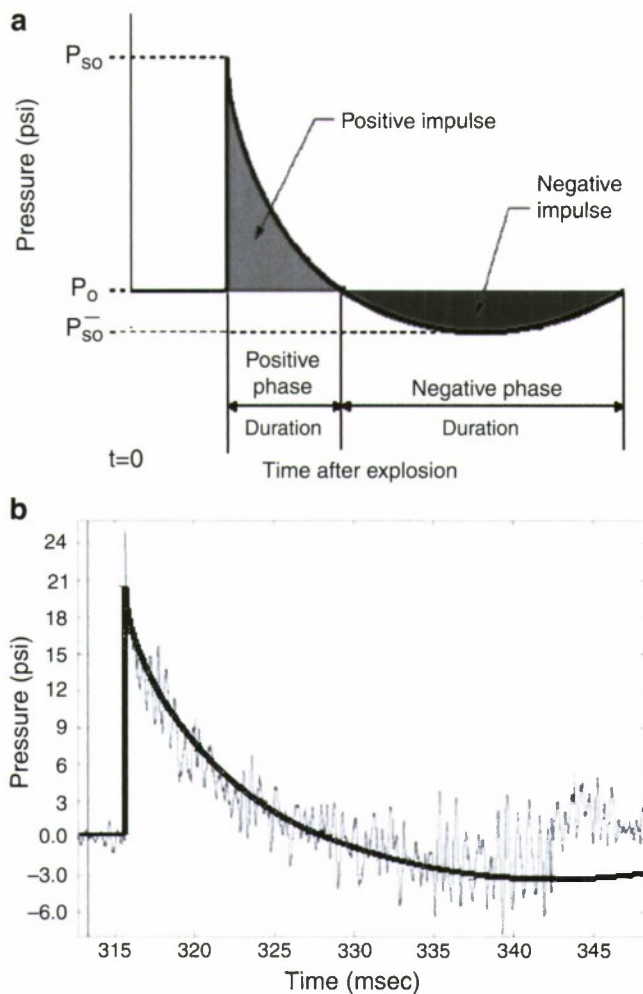 a
Pressure (psi)
Pso
Positive impulse
Negative
impulse
Po
P̅so
Positive
phase
Negative phase
Duration
Duration
t=0
Time after explosion
b
Pressure (psi)
24
21
18
15
12
9
6
3
0.0
−3.0
−6.0
315 320 325 330 335 340 345
Time (msec)